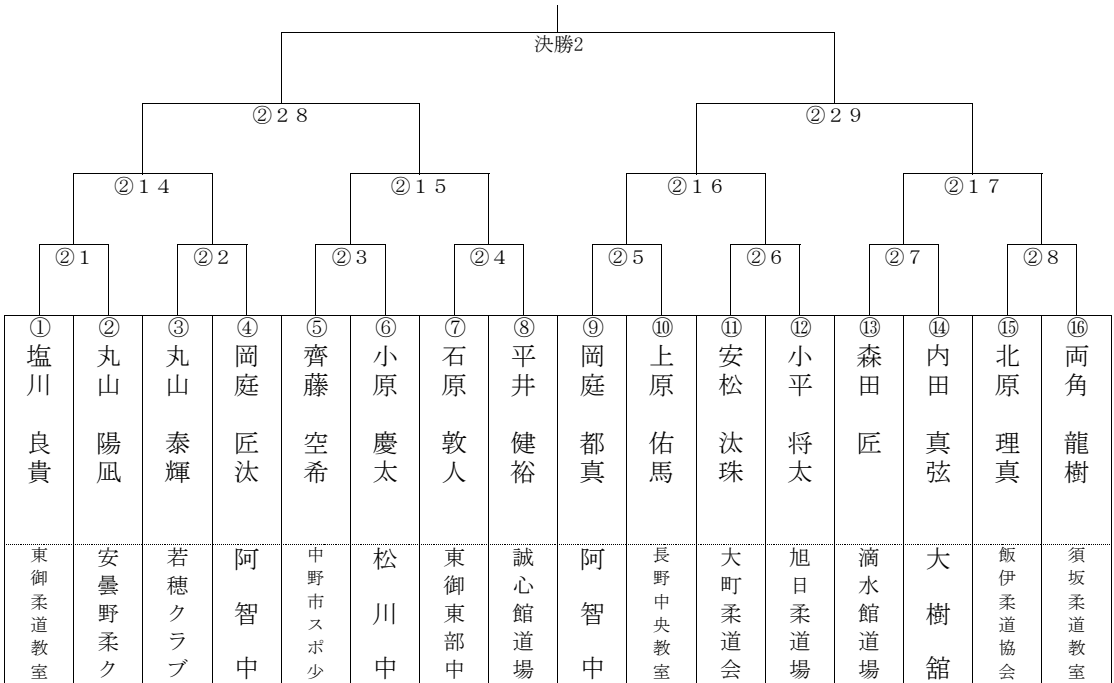 決勝2
②２８
②２９
②１４
②１５
②１６
②１７
②１
②２
②３
②４
②５
②６
②７
②８
①
塩川　良貴
東御柔道教室
②
丸山　陽凪
安曇野柔ク
③
丸山　泰輝
若穂クラブ
④
岡庭　匠汰
阿智中
⑤
齊藤　空希
中野市スポ少
⑥
小原　慶太
松川中
⑦
石原　敦人
東御東部中
⑧
平井　健裕
誠心館道場
⑨
岡庭　都真
阿智中
⑩
上原　佑馬
長野中央教室
⑪
安松　汰珠
大町柔道会
⑫
小平　将太
旭日柔道場
⑬
森田　匠
滴水館道場
⑭
内田　真弦
大樹舘
⑮
北原　理真
飯伊柔道協会
⑯
両角　龍樹
須坂柔道教室